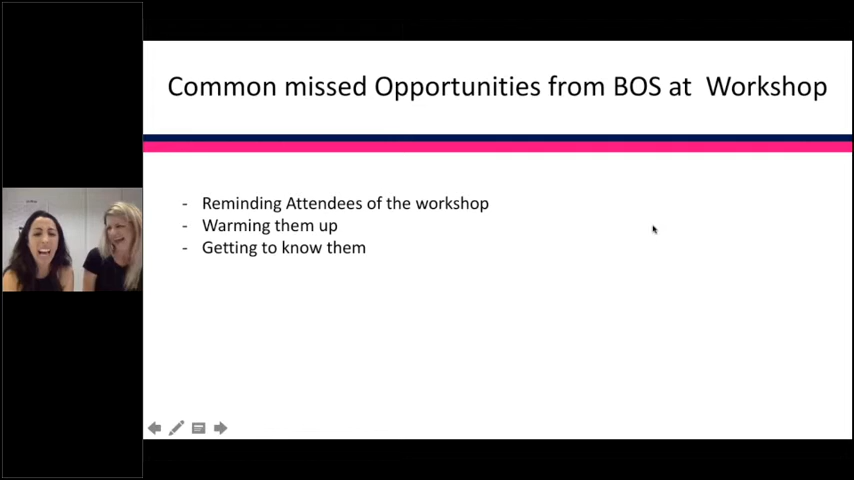 Common missed Opportunities from BOS at Workshop
- Reminding Attendees of the workshop
- Warming them up
- Getting to know them